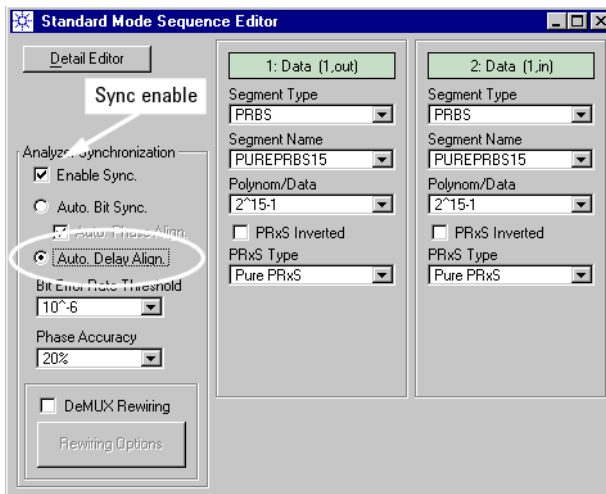 Standard Mode Sequence Editor
Detail Editor
Sync enable
Analyzer Synchronization
Enable Sync.
Auto. Bit Sync.
Auto. Phase Align.
Auto. Delay Align.
Bit Error Rate Threshold
10^-6
Phase Accuracy
20%
DeMUX Rewiring
Rewiring Options
1: Data (1,out)
Segment Type
PRBS
Segment Name
PUREPRBS15
Polynom/Data
2^15-1
PRxS Inverted
PRxS Type
Pure PRxS
2: Data (1,in)
Segment Type
PRBS
Segment Name
PUREPRBS15
Polynom/Data
2^15-1
PRxS Inverted
PRxS Type
Pure PRxS